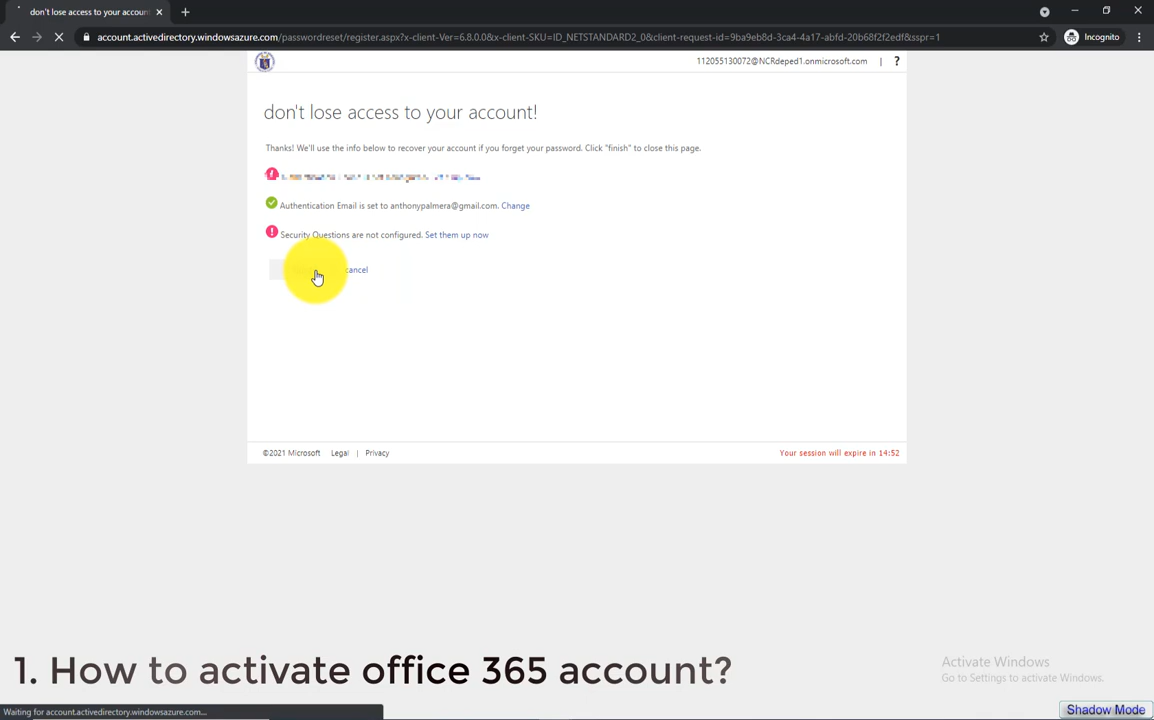 don't lose access to your accoun
account.activedirectory.windowsazure.com/passwordreset/register.aspx?x-client-Ver=6.8.0.0&x-client-SKU=ID_NETSTANDARD2_0&client-request-id=9ba9eb8d-3ca4-4a17-abfd-20b68f2f2edf&sspr=1
Incognito
112055130072@NCRdeped1.onmicrosoft.com | ?
don't lose access to your account!
Thanks! We'll use the info below to recover your account if you forget your password. Click "finish" to close this page.
Authentication Email is set to anthonypalmera@gmail.com. Change
! Security Questions are not configured. Set them up now
cancel
©2021 Microsoft Legal | Privacy
Your session will expire in 14:52
1. How to activate office 365 account?
Activate Windows
Go to Settings to activate Windows.
Waiting for account.activedirectory.windowsazure.com...
Shadow Mode